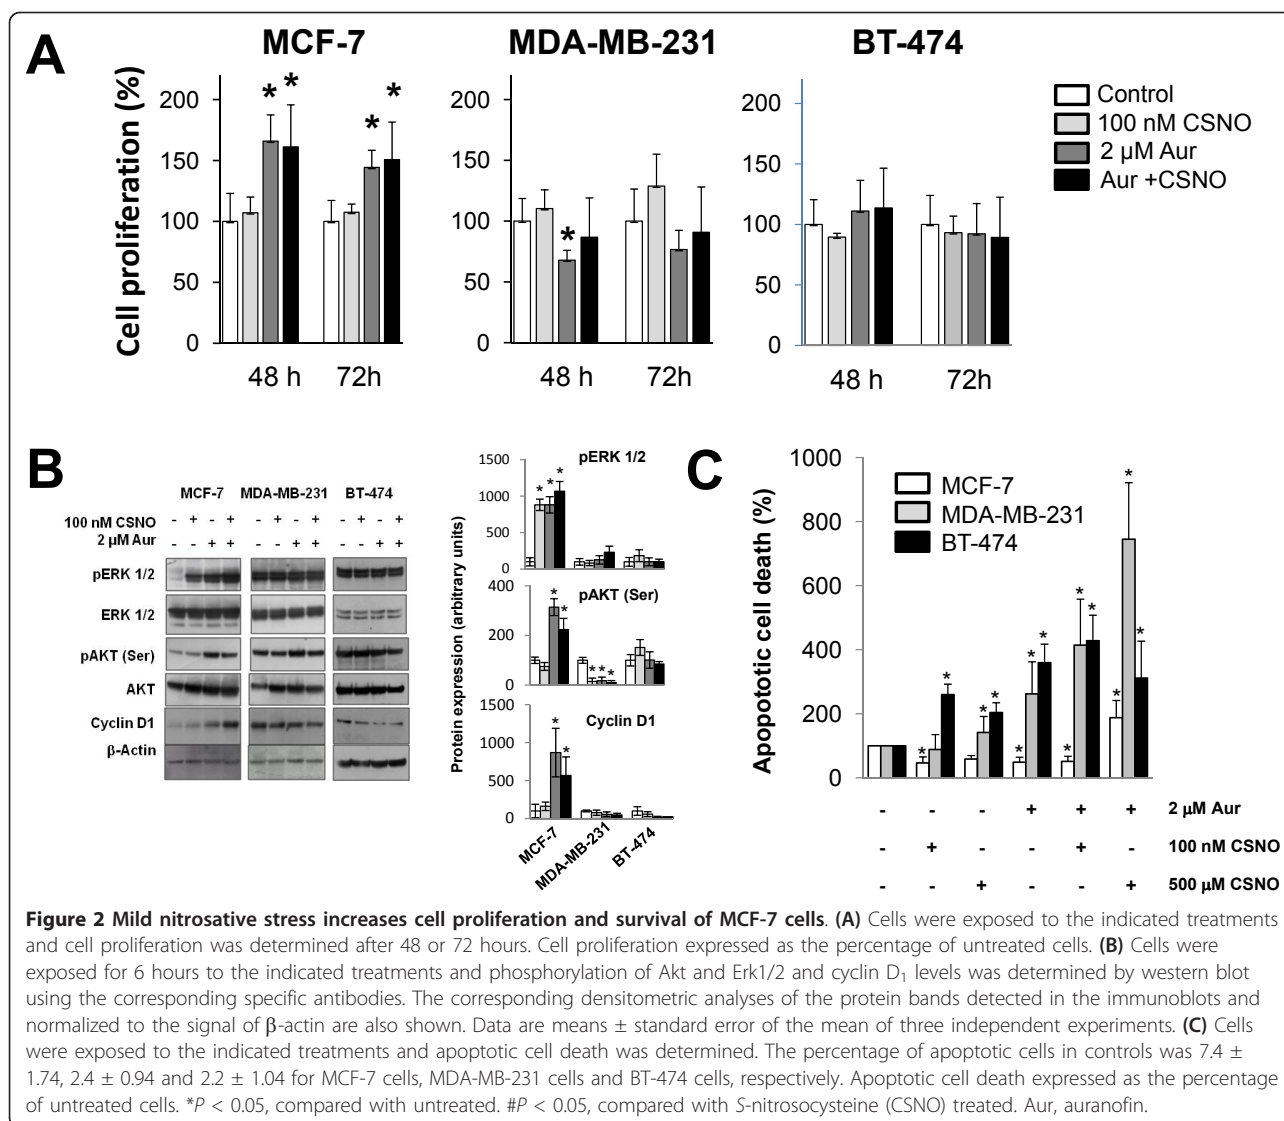 A
MCF-7
MDA-MB-231
BT-474
Cell proliferation (%)
200
150
100
50
0
* * * *
48 h 72h
200
150
100
50
0
*
48 h 72h
200
150
100
50
0
48 h 72h
Control
100 nM CSNO
2 µM Aur
Aur +CSNO
B
MCF-7 MDA-MB-231 BT-474
100 nM CSNO - + - + - + - + - + - +
2 µM Aur - - + + - - + + - - + +
pERK 1/2
ERK 1/2
pAKT (Ser)
AKT
Cyclin D1
β-Actin
Protein expression (arbitrary units)
pERK 1/2
1500
1000
500
0
* * *
pAKT (Ser)
400
200
0
* * * * *
Cyclin D1
1500
1000
500
0
* *
MCF-7
MDA-MB-231
BT-474
C
Apopototic cell death (%)
1000
800
600
400
200
0
MCF-7
MDA-MB-231
BT-474
* * * * * * * * * * * * *
- - - + + + 2 µM Aur
- + - - + - 100 nM CSNO
- - + - - + 500 µM CSNO
Figure 2 Mild nitrosative stress increases cell proliferation and survival of MCF-7 cells. (A) Cells were exposed to the indicated treatments
and cell proliferation was determined after 48 or 72 hours. Cell proliferation expressed as the percentage of untreated cells. (B) Cells were
exposed for 6 hours to the indicated treatments and phosphorylation of Akt and Erk1/2 and cyclin D1 levels was determined by western blot
using the corresponding specific antibodies. The corresponding densitometric analyses of the protein bands detected in the immunoblots and
normalized to the signal of β-actin are also shown. Data are means ± standard error of the mean of three independent experiments. (C) Cells
were exposed to the indicated treatments and apoptotic cell death was determined. The percentage of apoptotic cells in controls was 7.4 ±
1.74, 2.4 ± 0.94 and 2.2 ± 1.04 for MCF-7 cells, MDA-MB-231 cells and BT-474 cells, respectively. Apoptotic cell death expressed as the percentage
of untreated cells. *P < 0.05, compared with untreated. #P < 0.05, compared with S-nitrosocysteine (CSNO) treated. Aur, auranofin.